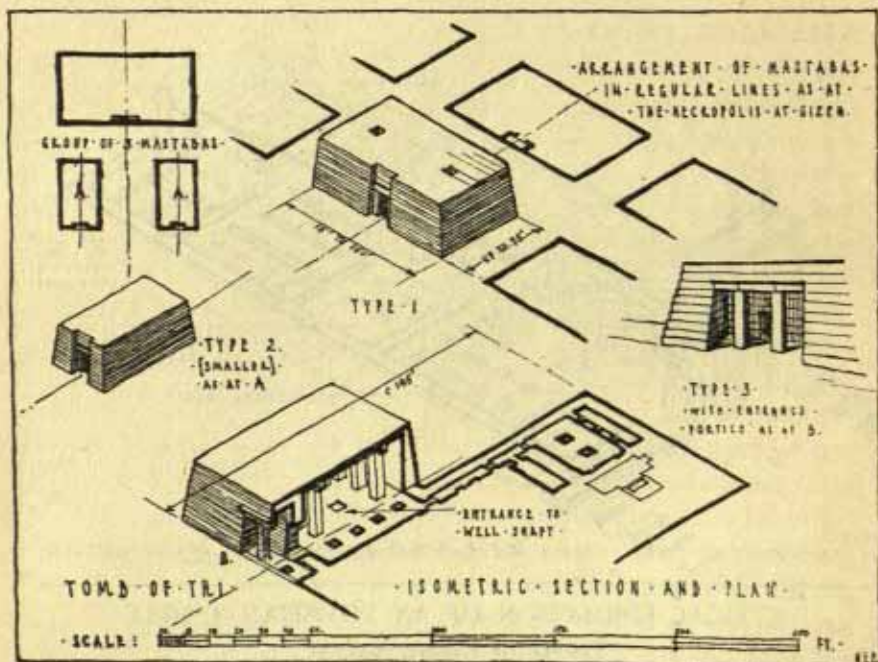 ·ARRANGEMENT·OF·MASTABAS·
·IN·REGULAR·LINES·AS·AT·
·THE·NECROPOLIS·AT·GIZEH·
GROUP·OF·3·MASTABAS·
TYPE·1
·TYPE 2.
·[SMALLER]·
·AS·AT·A
·TYPE·3·
·WITH·ENTRANCE·
·PORTICO·AS AT B.
C 145'
·ENTRANCE TO·
·WELL·SHAFT·
B.
TOMB·OF·THI· ·ISOMETRIC·SECTION·AND·PLAN·
·SCALE: FT.·